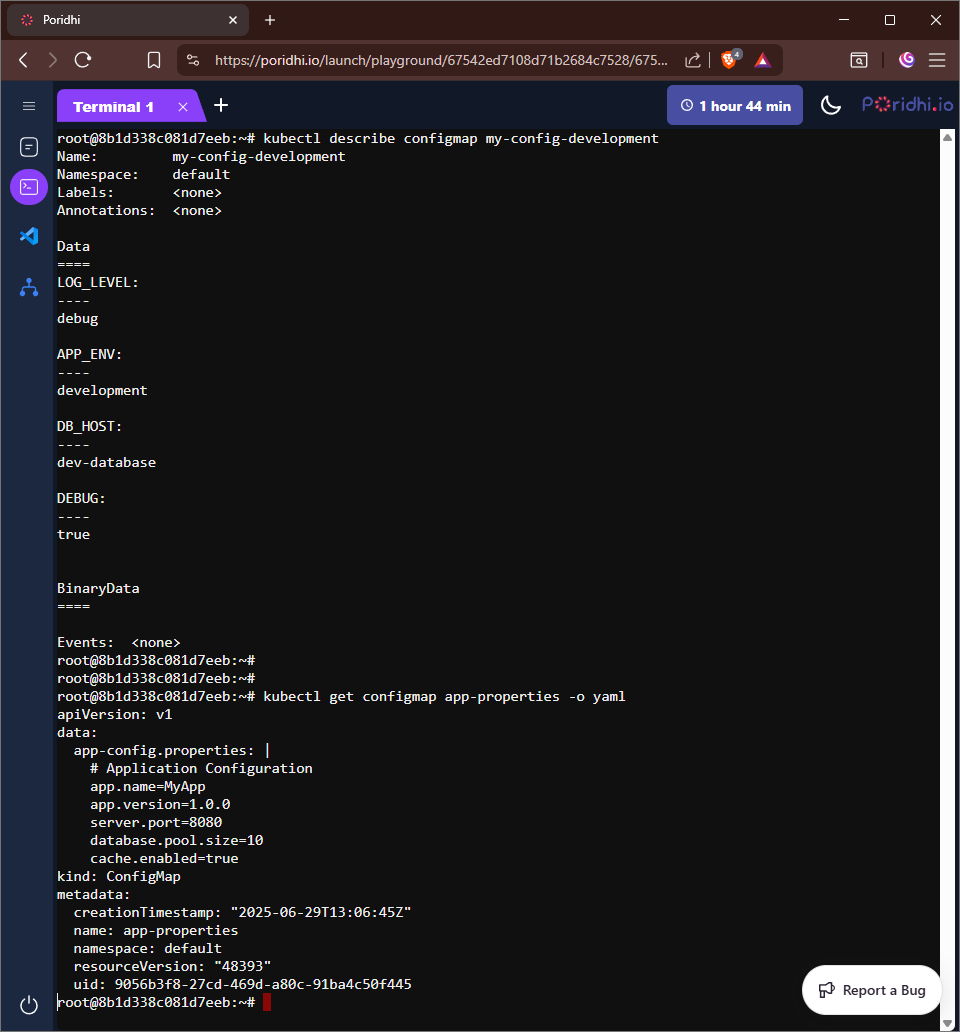 Poridhi
https://poridhi.io/launch/playground/67542ed7108d71b2684c7528/675...
4
Terminal 1
1 hour 44 min
Poridhi.io
root@8b1d338c081d7eeb:~# kubectl describe configmap my-config-development
Name:         my-config-development
Namespace:    default
Labels:       <none>
Annotations:  <none>
Data
====
LOG_LEVEL:
----
debug
APP_ENV:
----
development
DB_HOST:
----
dev-database
DEBUG:
----
true
BinaryData
====
Events:  <none>
root@8b1d338c081d7eeb:~#
root@8b1d338c081d7eeb:~#
root@8b1d338c081d7eeb:~# kubectl get configmap app-properties -o yaml
apiVersion: v1
data:
  app-config.properties: |
    # Application Configuration
    app.name=MyApp
    app.version=1.0.0
    server.port=8080
    database.pool.size=10
    cache.enabled=true
kind: ConfigMap
metadata:
  creationTimestamp: "2025-06-29T13:06:45Z"
  name: app-properties
  namespace: default
  resourceVersion: "48393"
  uid: 9056b3f8-27cd-469d-a80c-91ba4c50f445
root@8b1d338c081d7eeb:~#
Report a Bug